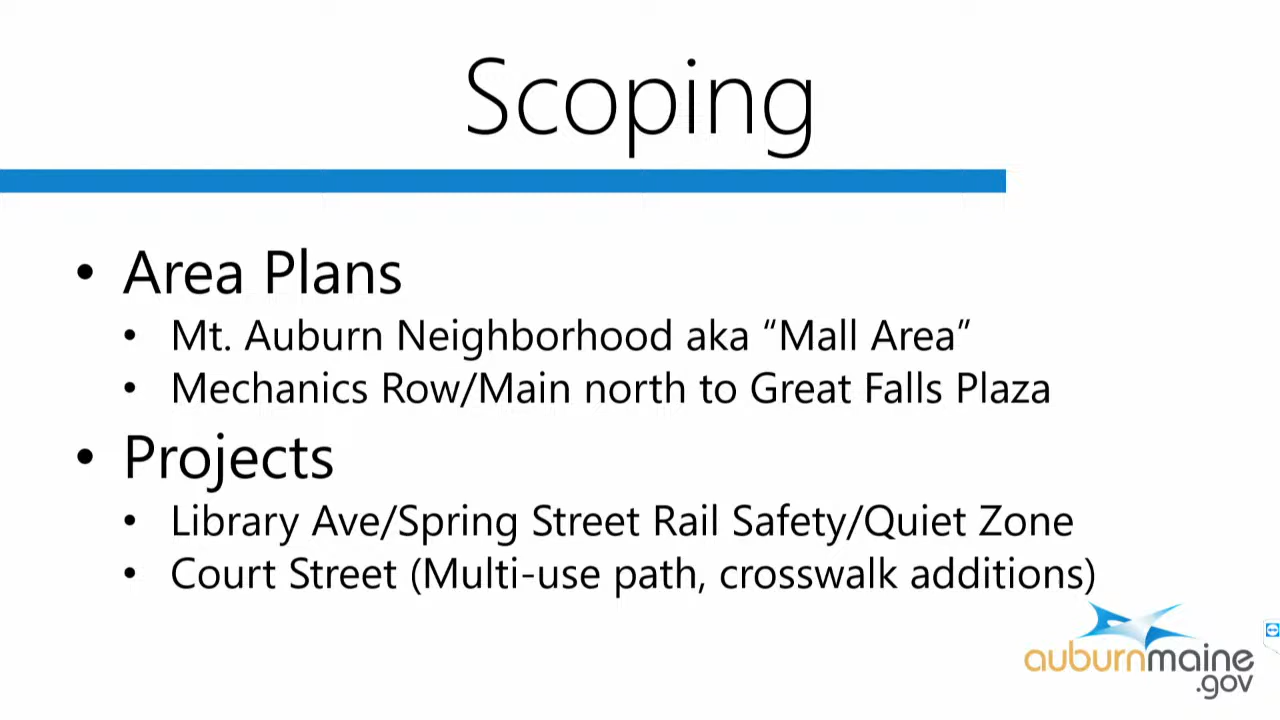 Scoping
• Area Plans
• Mt. Auburn Neighborhood aka “Mall Area”
• Mechanics Row/Main north to Great Falls Plaza
• Projects
• Library Ave/Spring Street Rail Safety/Quiet Zone
• Court Street (Multi-use path, crosswalk additions)
auburnmaine
.gov